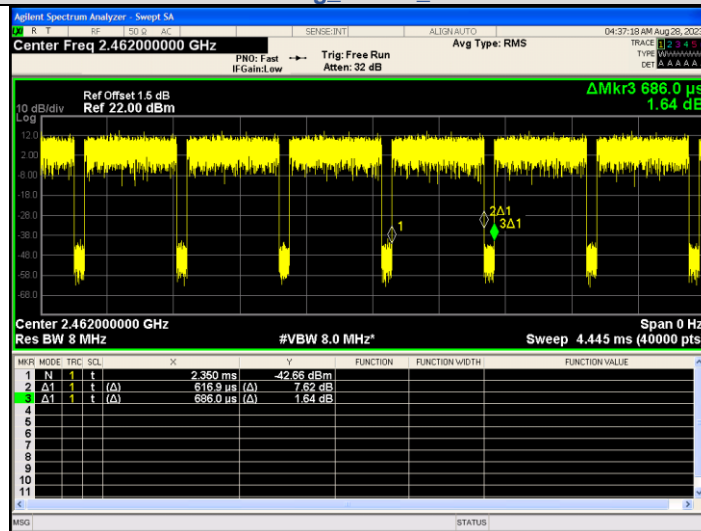 Agilent Spectrum Analyzer - Swept SA
R T RF 50 Ω AC SENSE:INT ALIGN AUTO 04:37:18 AM Aug 28, 2023
Center Freq 2.462000000 GHz Avg Type: RMS TRACE 1 2 3 4 5
PNO: Fast Trig: Free Run TYPE
IFGain:Low Atten: 32 dB DET A A A A A
ΔMkr3 686.0 µs
1.64 dB
Ref Offset 1.5 dB
10 dB/div Ref 22.00 dBm
Log
12.0
2.00
-8.00
-18.0
-28.0
-38.0
-48.0
-58.0
-68.0
1
2Δ1
3Δ1
Center 2.462000000 GHz Span 0 Hz
Res BW 8 MHz #VBW 8.0 MHz* Sweep 4.445 ms (40000 pts
MKR MODE TRC SCL X Y FUNCTION FUNCTION WIDTH FUNCTION VALUE
1 N 1 t 2.350 ms -42.66 dBm
2 Δ1 1 t (Δ) 616.9 µs (Δ) 7.62 dB
3 Δ1 1 t (Δ) 686.0 µs (Δ) 1.64 dB
4
5
6
7
8
9
10
11
MSG STATUS